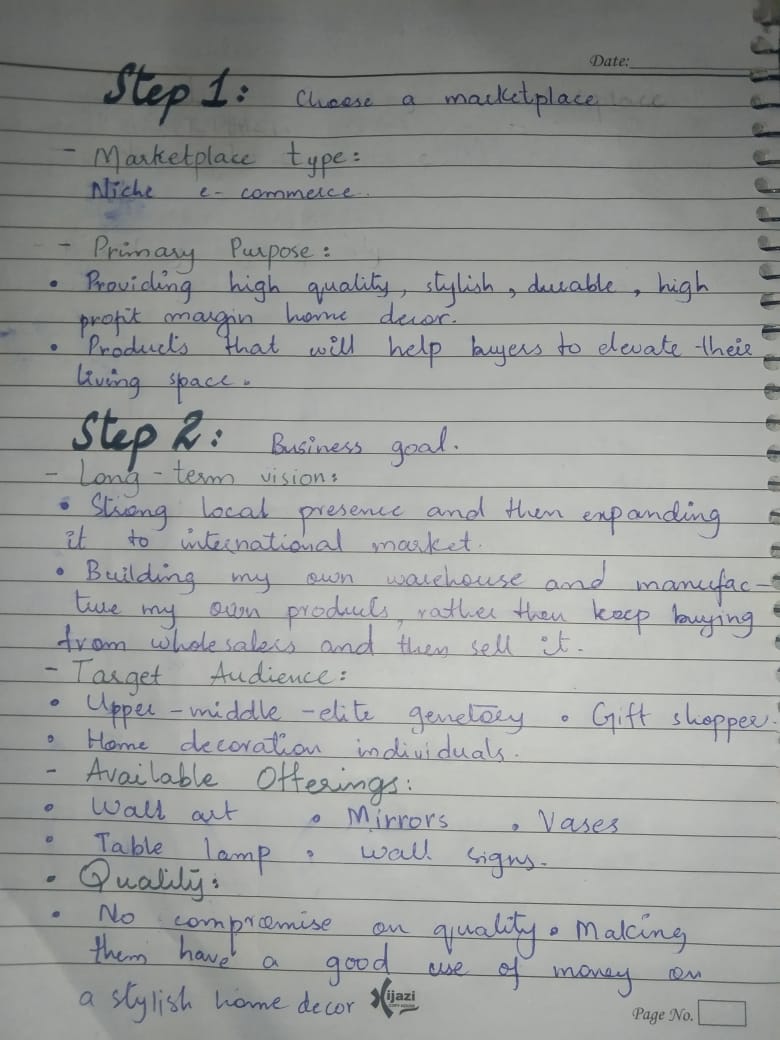 Date:
Step 1: Choose a marketplace
- Marketplace type:
Niche e-commerce.
- Primary Purpose:
• Providing high quality, stylish, durable, high
profit margin home decor.
• Products that will help buyers to elevate their
living space.
Step 2: Business goal.
- Long-term vision:
• Strong local presence and then expanding
it to international market.
• Building my own warehouse and manufac-
ture my own products, rather then keep buying
from wholesalers and then sell it.
- Target Audience:
• Upper-middle-elite • Gift shopper.
• Home decoration individuals.
- Available Offerings:
• Wall art • Mirrors • Vases
• Table lamp • Wall signs.
• Quality:
• No compromise on quality • Making
them have a good use of money on
a stylish home decor
Hijazi
Page No.